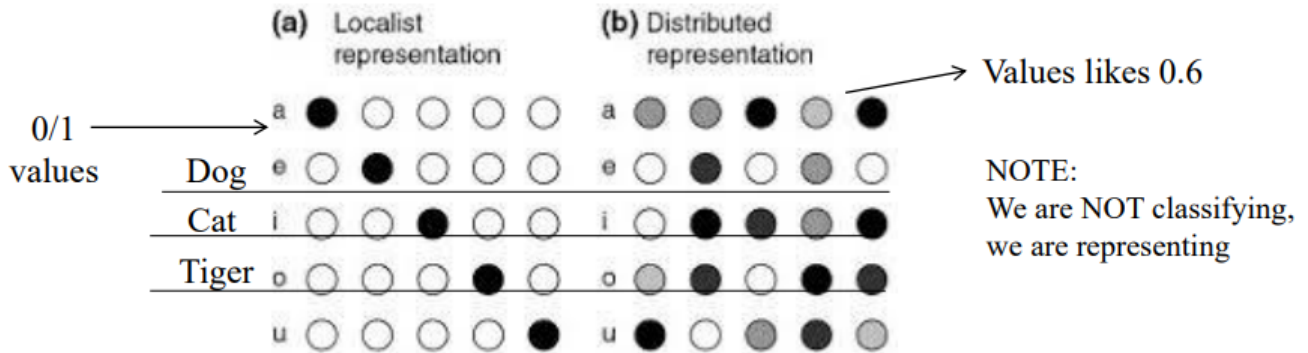 (a) Localist
representation
(b) Distributed
representation
Values likes 0.6
0/1
values
a
a
Dog
e
e
NOTE:
We are NOT classifying,
we are representing
Cat
i
i
Tiger
o
o
u
u